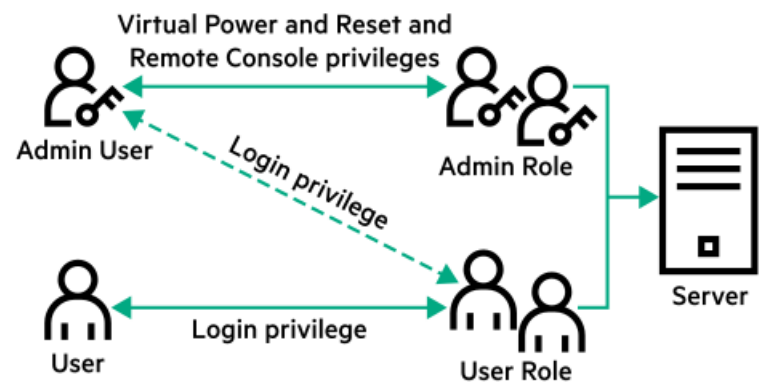 Virtual Power and Reset and
Remote Console privileges
Admin User
Admin Role
Login privilege
Server
Login privilege
User
User Role